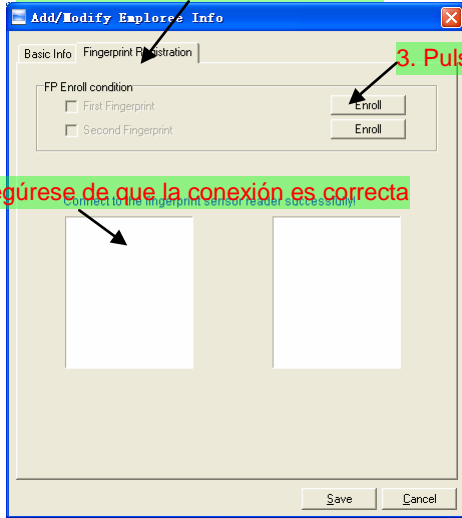 Add/Modify Emploree Info
Basic Info Fingerprint Registration
3. Puls
FP Enroll condition
First Fingerprint Enroll
Second Fingerprint Enroll
egúrese de que la conexión es correcta
Connect to the fingerprint sensor reader successfully!
Save Cancel